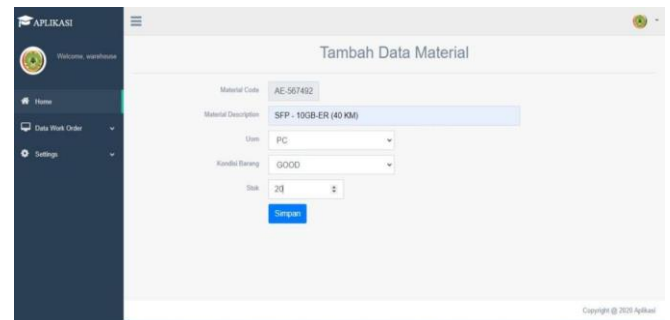 APLIKASI
Welcome, warehouse
Home
Data Work Order
Settings
Tambah Data Material
Material Code AE-567492
Material Description SFP - 10GB-ER (40 KM)
Uom PC
Kondisi Barang GOOD
Stok 20
Simpan
Copyright @ 2020 Aplikasi